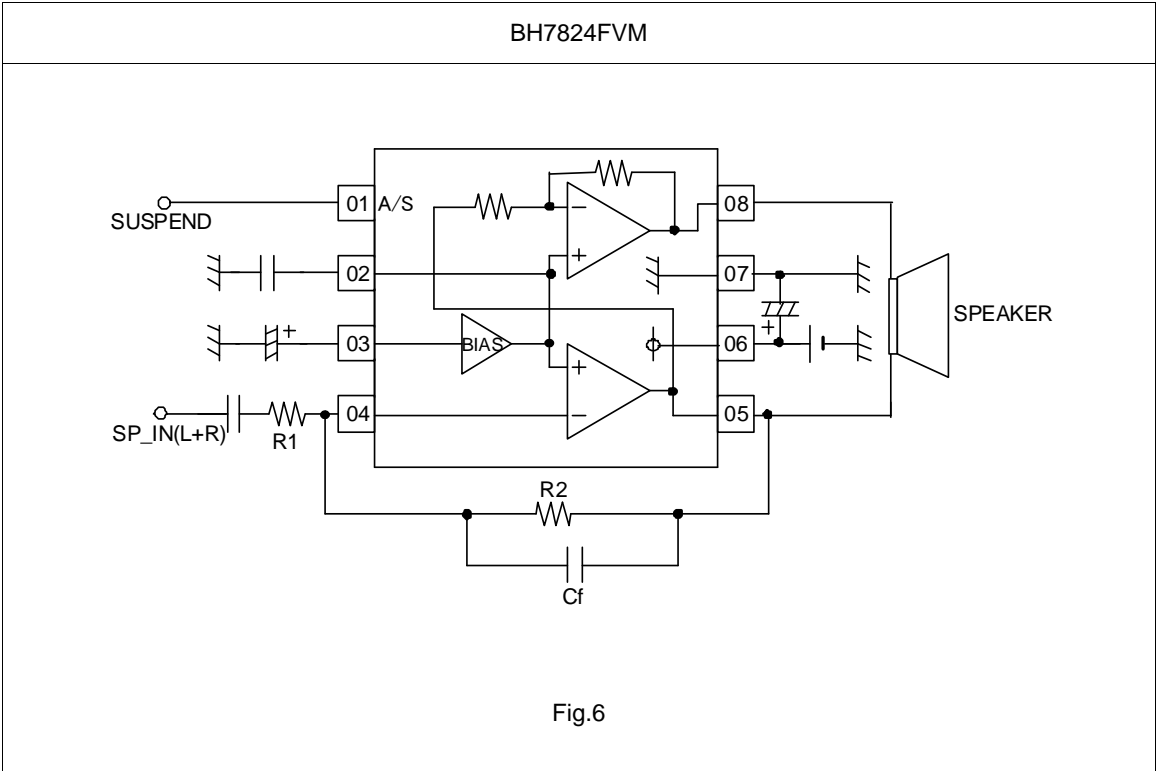 BH7824FVM
SUSPEND
01 A/S
08
02
07
03
BIAS
06
SPEAKER
SP_IN(L+R)
R1
04
05
R2
Cf
Fig.6